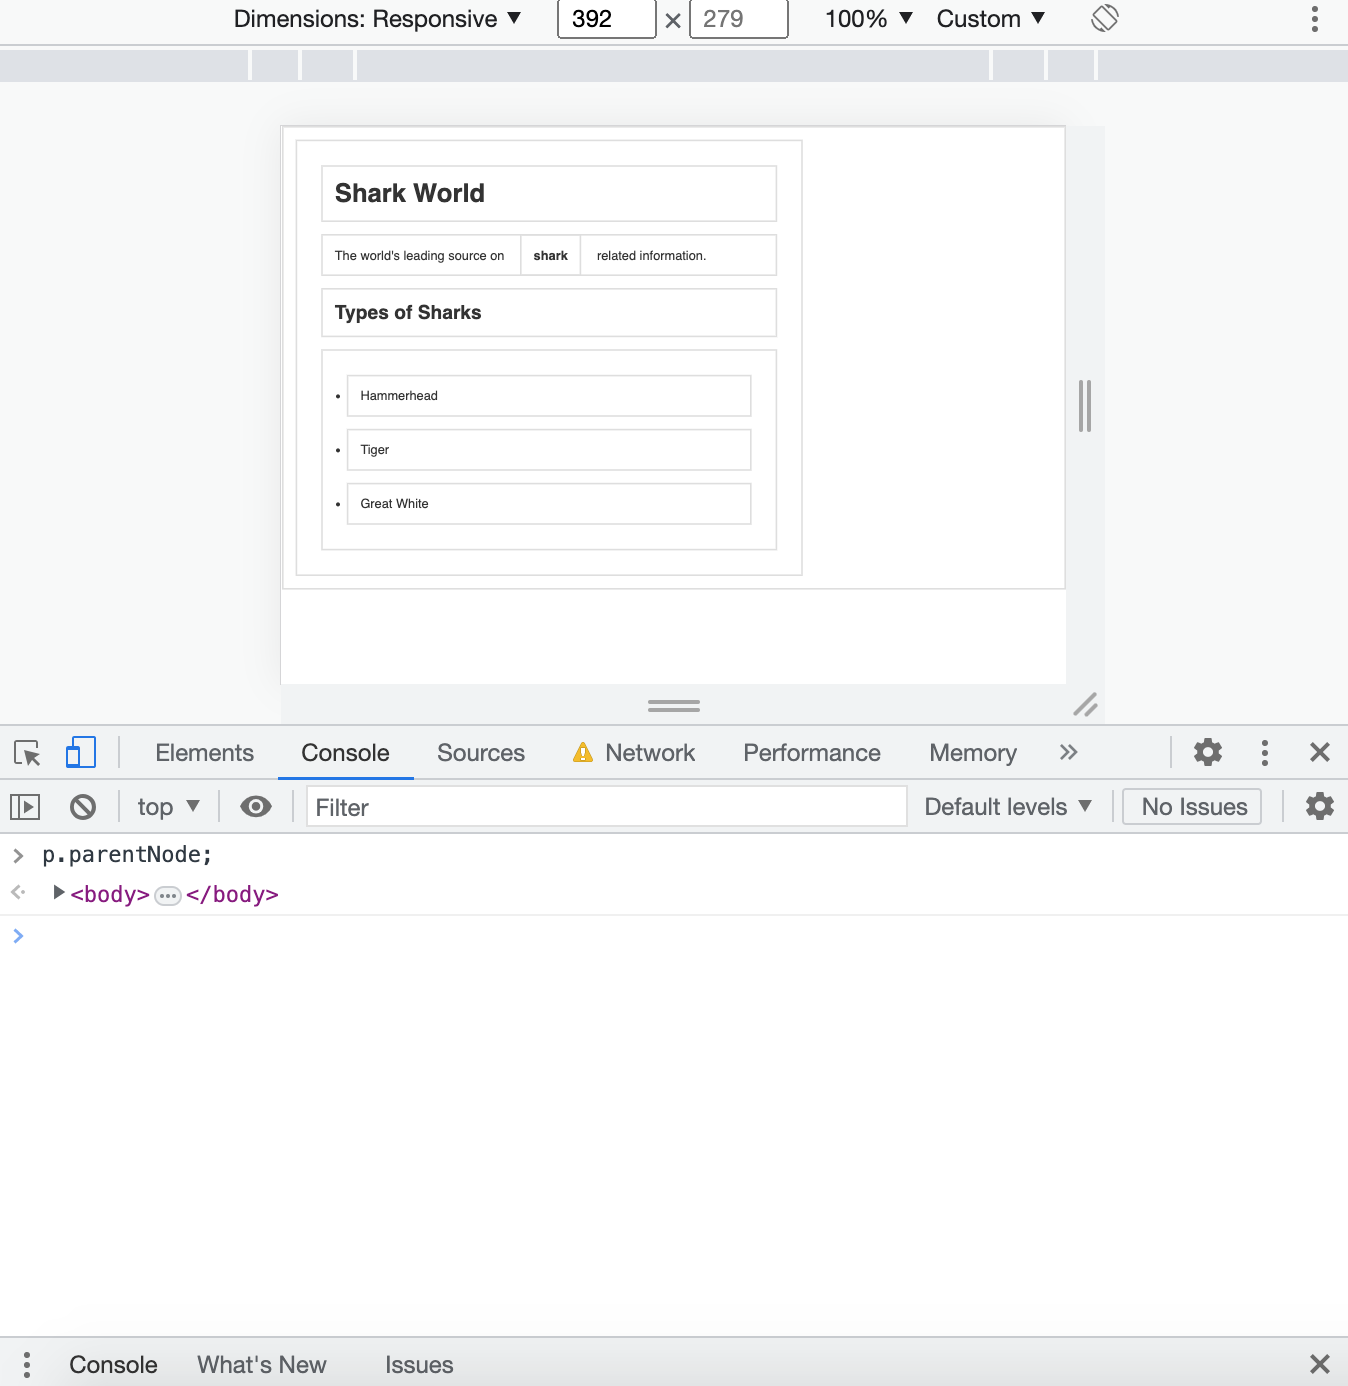 Dimensions: Responsive ▼ 392 × 279 100% ▼ Custom ▼
Shark World
The world's leading source on shark related information.
Types of Sharks
• Hammerhead
• Tiger
• Great White
Elements Console Sources Network Performance Memory »
top ▼ Filter Default levels ▼ No Issues
> p.parentNode;
<· ▶<body>…</body>
>
Console What's New Issues